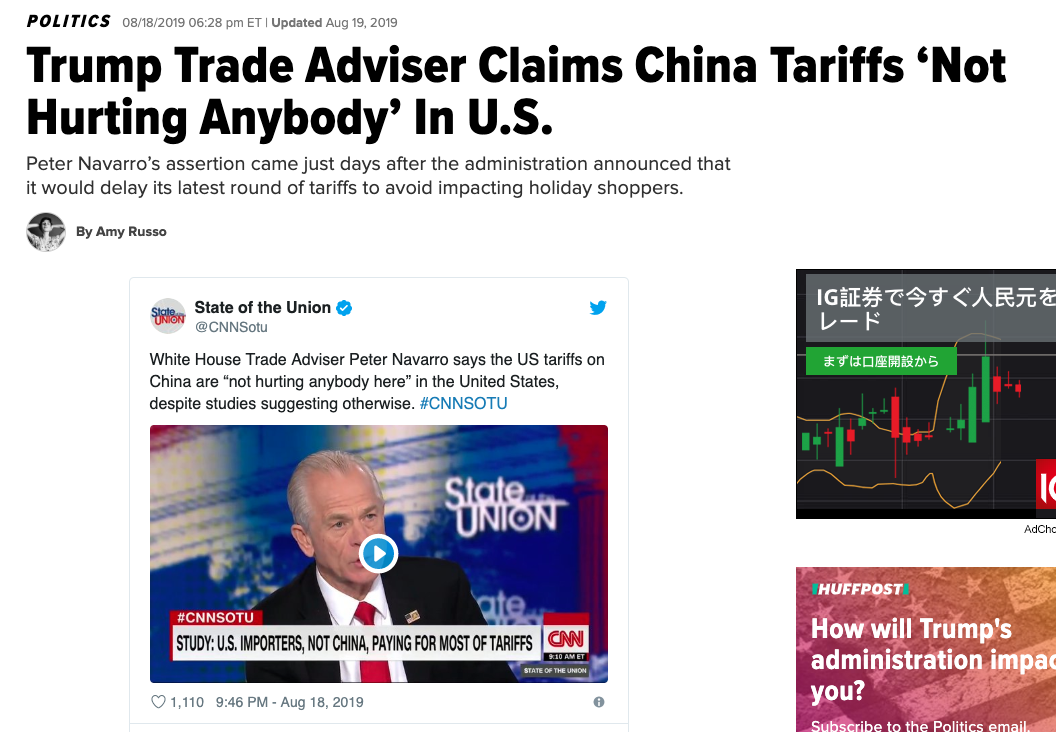 POLITICS 08/18/2019 06:28 pm ET | Updated Aug 19, 2019
Trump Trade Adviser Claims China Tariffs ‘Not
Hurting Anybody’ In U.S.
Peter Navarro’s assertion came just days after the administration announced that
it would delay its latest round of tariffs to avoid impacting holiday shoppers.
By Amy Russo
State of the Union
@CNNSotu
White House Trade Adviser Peter Navarro says the US tariffs on
China are “not hurting anybody here” in the United States,
despite studies suggesting otherwise. #CNNSOTU
State of the
UNION
#CNNSOTU
STUDY: U.S. IMPORTERS, NOT CHINA, PAYING FOR MOST OF TARIFFS
CNN
9:10 AM ET
STATE OF THE UNION
1,110 9:46 PM - Aug 18, 2019
IG証券で今すぐ人民元を
レード
まずは口座開設から
IG
AdCho
HUFFPOST
How will Trump's
administration impac
you?
Subscribe to the Politics email.